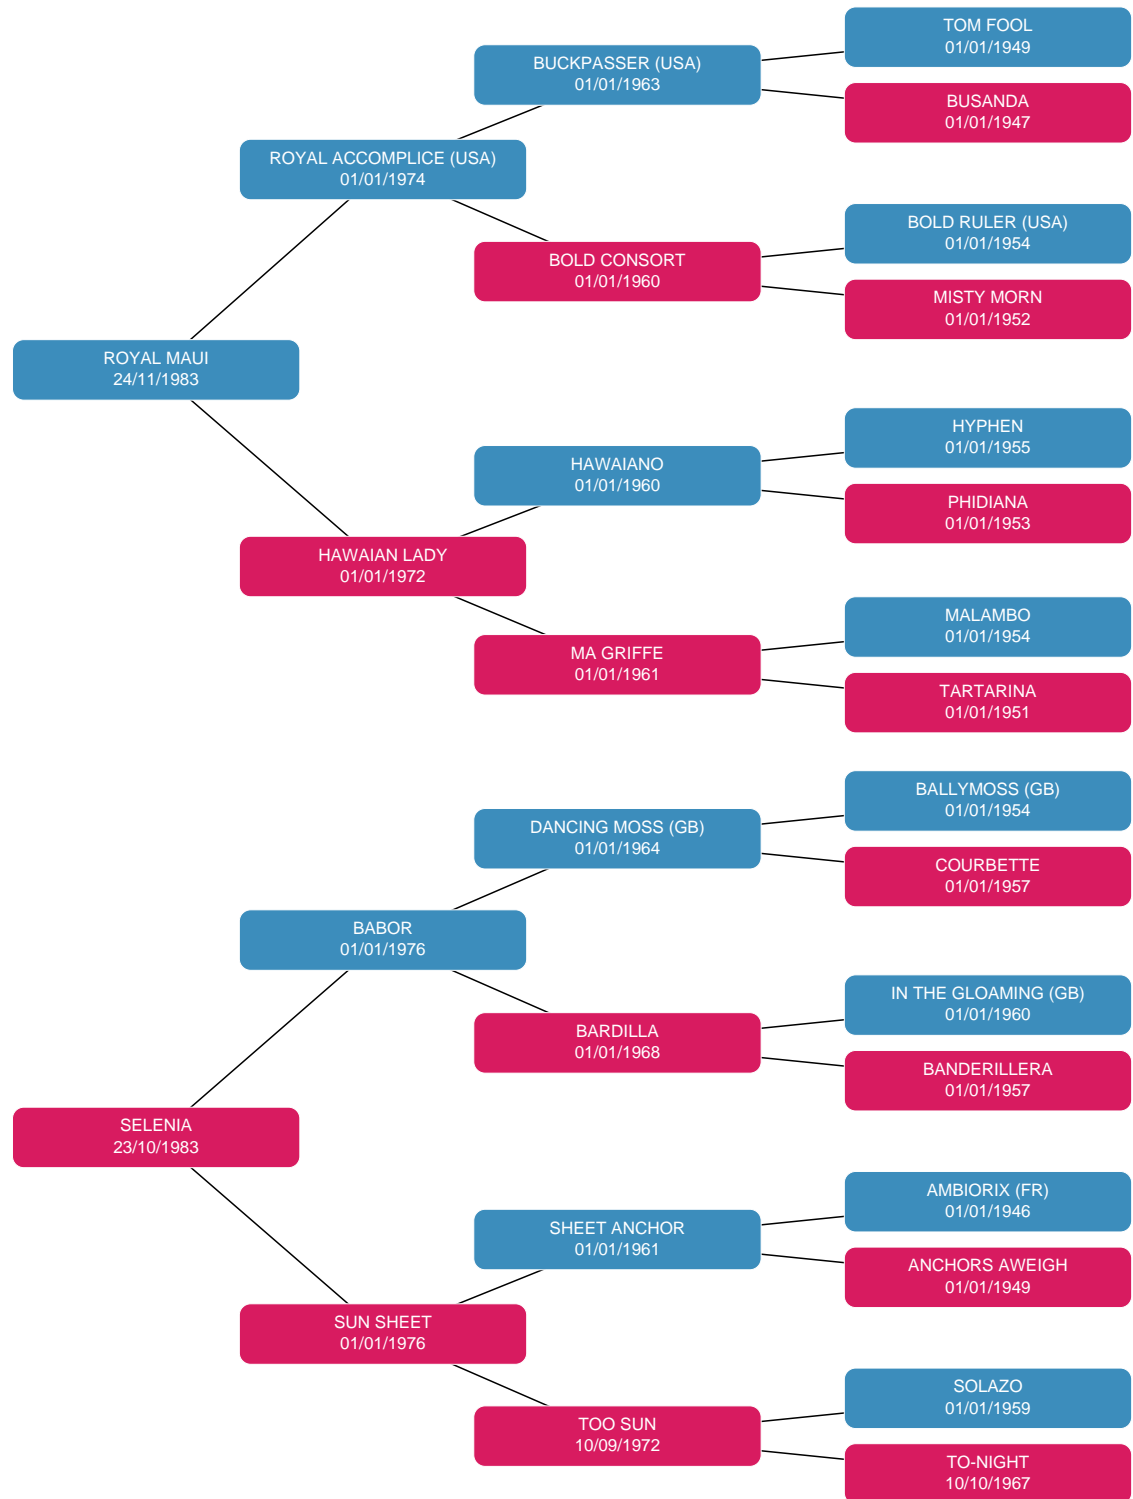 TOM FOOL
01/01/1949
BUCKPASSER (USA)
01/01/1963
BUSANDA
01/01/1947
ROYAL ACCOMPLICE (USA)
01/01/1974
BOLD RULER (USA)
01/01/1954
BOLD CONSORT
01/01/1960
MISTY MORN
01/01/1952
ROYAL MAUI
24/11/1983
HYPHEN
01/01/1955
HAWAIANO
01/01/1960
PHIDIANA
01/01/1953
HAWAIAN LADY
01/01/1972
MALAMBO
01/01/1954
MA GRIFFE
01/01/1961
TARTARINA
01/01/1951
BALLYMOSS (GB)
01/01/1954
DANCING MOSS (GB)
01/01/1964
COURBETTE
01/01/1957
BABOR
01/01/1976
IN THE GLOAMING (GB)
01/01/1960
BARDILLA
01/01/1968
BANDERILLERA
01/01/1957
SELENIA
23/10/1983
AMBIORIX (FR)
01/01/1946
SHEET ANCHOR
01/01/1961
ANCHORS AWEIGH
01/01/1949
SUN SHEET
01/01/1976
SOLAZO
01/01/1959
TOO SUN
10/09/1972
TO-NIGHT
10/10/1967